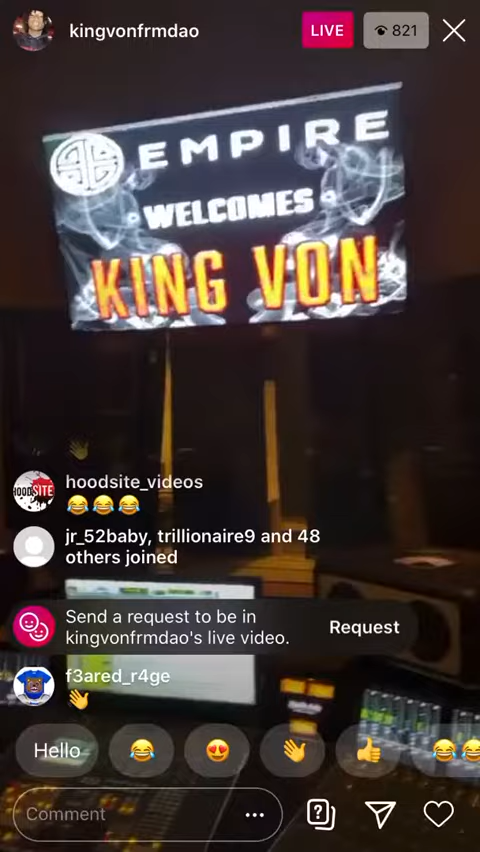 kingvonfrmdao
LIVE
821
EMPIRE
WELCOMES
KING VON
hoodsite_videos
😂😂😂
HOODSITE
jr_52baby, trillionaire9 and 48
others joined
Send a request to be in
kingvonfrmdao's live video.
Request
f3ared_r4ge
👋
Hello 😂 😍 👋 👍 😂😂
Comment